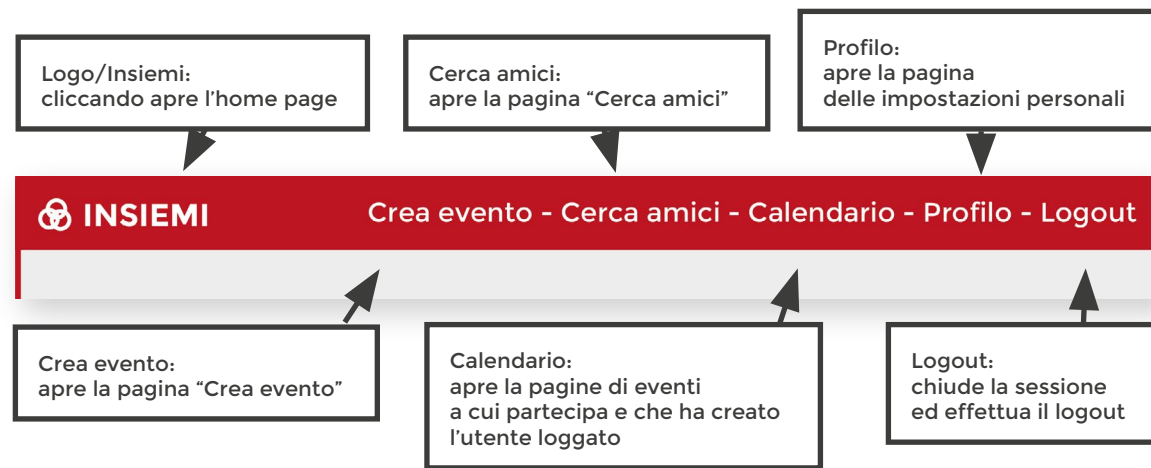 Logo/Insiemi:
cliccando apre l'home page
Cerca amici:
apre la pagina “Cerca amici”
Profilo:
apre la pagina
delle impostazioni personali
INSIEMI
Crea evento - Cerca amici - Calendario - Profilo - Logout
Crea evento:
apre la pagina “Crea evento”
Calendario:
apre la pagine di eventi
a cui partecipa e che ha creato
l'utente loggato
Logout:
chiude la sessione
ed effettua il logout